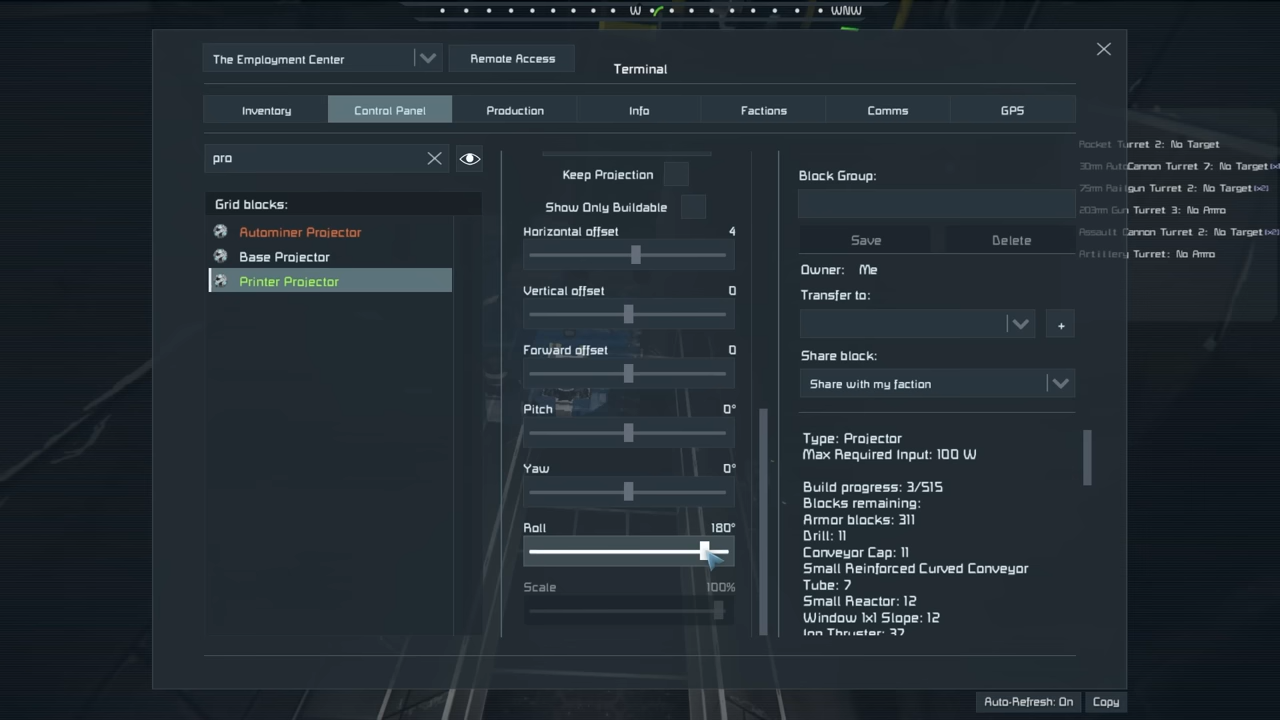 W
WNW
The Employment Center
Remote Access
Terminal
Inventory
Control Panel
Production
Info
Factions
Comms
GPS
pro
Grid blocks:
Autominer Projector
Base Projector
Printer Projector
Keep Projection
Show Only Buildable
Horizontal offset 4
Vertical offset 0
Forward offset 0
Pitch 0°
Yaw 0°
Roll 180°
Scale 100%
Block Group:
Save
Delete
Owner: Me
Transfer to:
+
Share block:
Share with my faction
Type: Projector
Max Required Input: 100 W
Build progress: 3/515
Blocks remaining:
Armor blocks: 311
Drill: 11
Conveyor Cap: 11
Small Reinforced Curved Conveyor
Tube: 7
Small Reactor: 12
Window 1x1 Slope: 12
Ion Thruster: 37
Rocket Turret 2: No Target
30mm AutoCannon Turret 7: No Target
75mm Railgun Turret 2: No Target
203mm Gun Turret 3: No Ammo
Assault Cannon Turret 2: No Target
Artillery Turret: No Ammo
Auto-Refresh: On
Copy